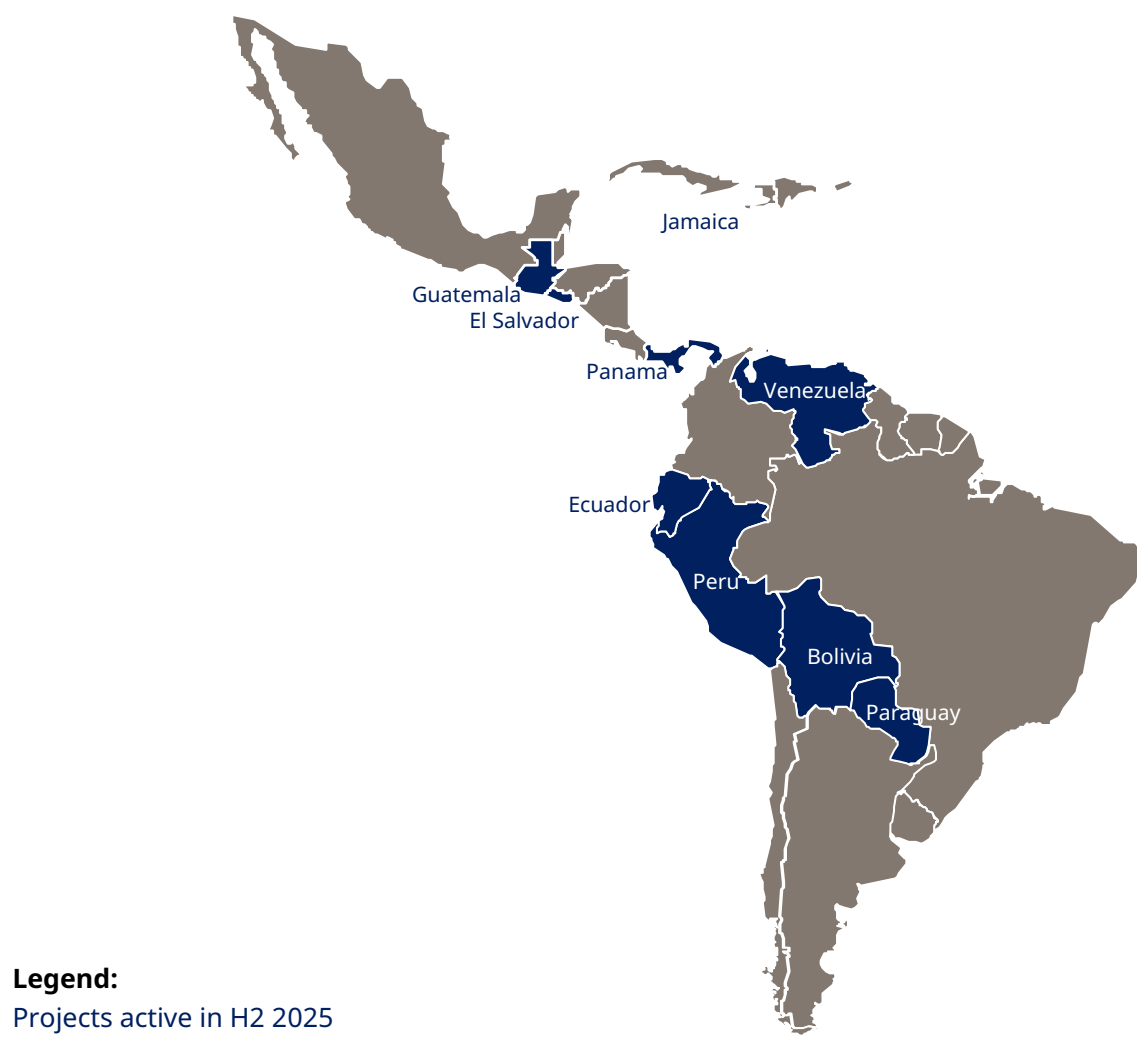 Jamaica
Guatemala
El Salvador
Panama
Venezuela
Ecuador
Peru
Bolivia
Paraguay
Legend:
Projects active in H2 2025